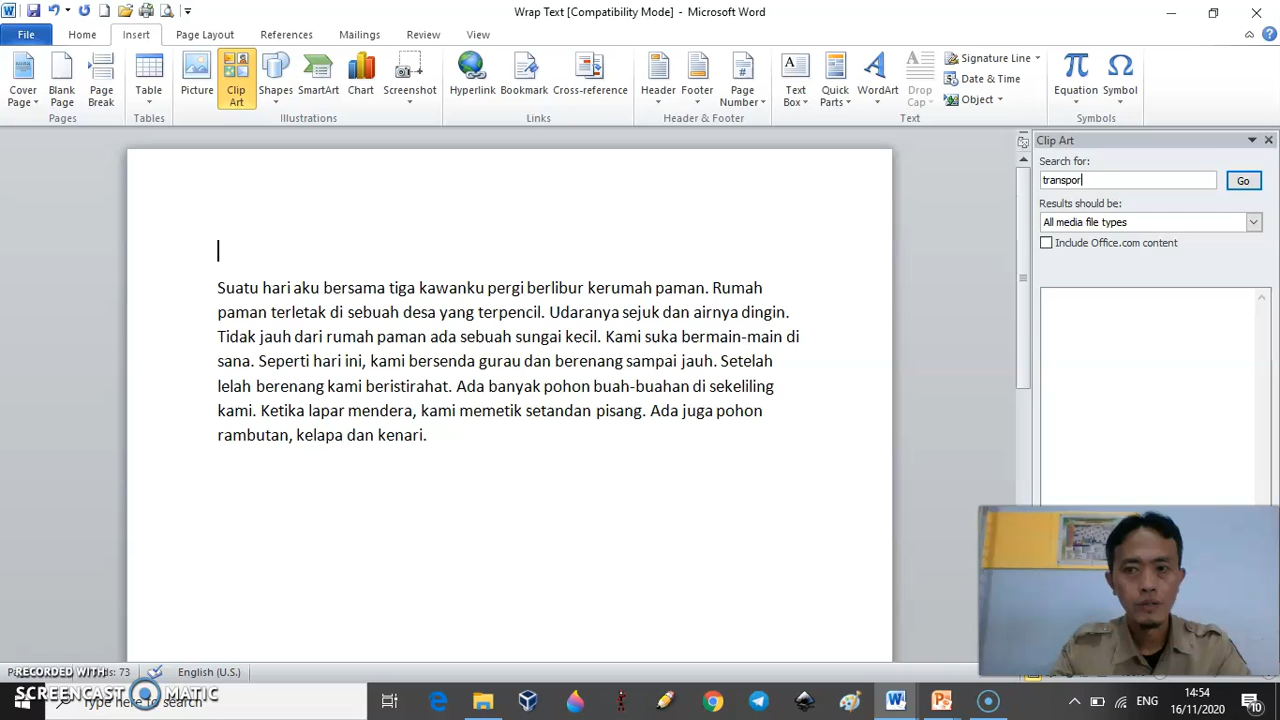 Wrap Text [Compatibility Mode] - Microsoft Word
File Home Insert Page Layout References Mailings Review View
Cover Page Blank Page Page Break Table Picture Clip Art Shapes SmartArt Chart Screenshot Hyperlink Bookmark Cross-reference Header Footer Page Number Text Box Quick Parts WordArt Drop Cap Signature Line Date & Time Object Equation Symbol
Pages Tables Illustrations Links Header & Footer Text Symbols
Clip Art
Search for:
transpor
Go
Results should be:
All media file types
Include Office.com content
Suatu hari aku bersama tiga kawanku pergi berlibur kerumah paman. Rumah
paman terletak di sebuah desa yang terpencil. Udaranya sejuk dan airnya dingin.
Tidak jauh dari rumah paman ada sebuah sungai kecil. Kami suka bermain-main di
sana. Seperti hari ini, kami bersenda gurau dan berenang sampai jauh. Setelah
lelah berenang kami beristirahat. Ada banyak pohon buah-buahan di sekeliling
kami. Ketika lapar mendera, kami memetik setandan pisang. Ada juga pohon
rambutan, kelapa dan kenari.
73 English (U.S.)
RECORDED WITH
SCREENCAST MATIC
Type here to search
ENG 14:54
16/11/2020
10